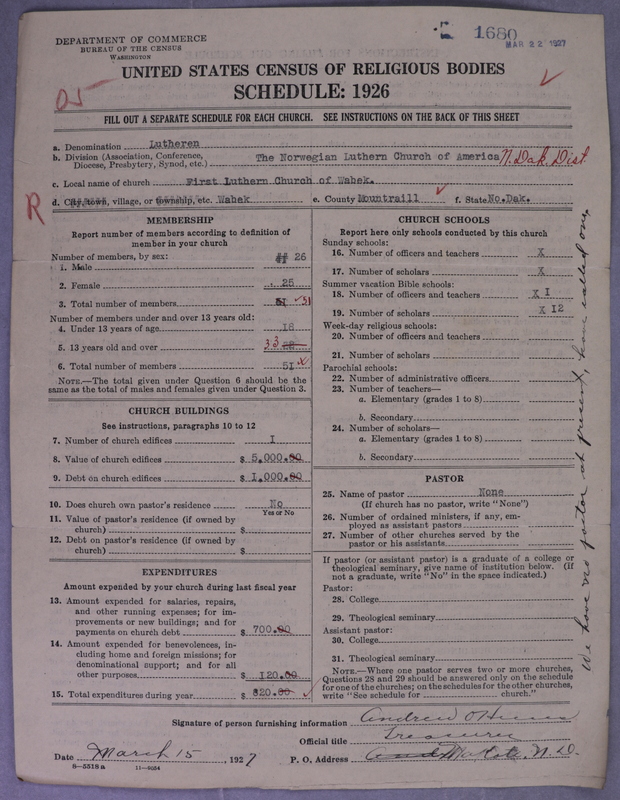 DEPARTMENT OF COMMERCE
BUREAU OF THE CENSUS
WASHINGTON
1680
MAR 22 1927
UNITED STATES CENSUS OF RELIGIOUS BODIES
SCHEDULE: 1926
FILL OUT A SEPARATE SCHEDULE FOR EACH CHURCH. SEE INSTRUCTIONS ON THE BACK OF THIS SHEET
a. Denomination Lutheren
b. Division (Association, Conference, Diocese, Presbytery, Synod, etc.) The Norwegian Luthern Church of America N. Dak. Dist.
c. Local name of church First Luthern Church of Wabek.
d. City, town, village, or township, etc. Wabek e. County Mountraill f. State No.Dak.
R
MEMBERSHIP
Report number of members according to definition of
member in your church
Number of members, by sex:
1. Male 26
2. Female 25
3. Total number of members 51 31
Number of members under and over 13 years old:
4. Under 13 years of age 18
5. 13 years old and over 33
6. Total number of members 51
NOTE.—The total given under Question 6 should be
same as the total of males and females given under Question 3.
CHURCH BUILDINGS
See instructions, paragraphs 10 to 12
7. Number of church edifices I
8. Value of church edifices $ 5,000.00
9. Debt on church edifices $ 1,000.00
10. Does church own pastor's residence No
Yes or No
11. Value of pastor's residence (if owned by
church) $
12. Debt on pastor's residence (if owned by
church) $
EXPENDITURES
Amount expended by your church during last fiscal year
13. Amount expended for salaries, repairs,
and other running expenses; for im-
provements or new buildings; and for
payments on church debt $ 700.00
14. Amount expended for benevolences, in-
cluding home and foreign missions; for
denominational support; and for all
other purposes $ I20.00
15. Total expenditures during year $ 820.00
CHURCH SCHOOLS
Report here only schools conducted by this church
Sunday schools:
16. Number of officers and teachers X
17. Number of scholars X
Summer vacation Bible schools:
18. Number of officers and teachers X I
19. Number of scholars X 12
Week-day religious schools:
20. Number of officers and teachers
21. Number of scholars
Parochial schools:
22. Number of administrative officers
23. Number of teachers—
a. Elementary (grades 1 to 8)
b. Secondary
24. Number of scholars—
a. Elementary (grades 1 to 8)
b. Secondary
PASTOR
25. Name of pastor None
(If church has no pastor, write "None")
26. Number of ordained ministers, if any, em-
ployed as assistant pastors
27. Number of other churches served by the
pastor or his assistants
If pastor (or assistant pastor) is a graduate of a college or
theological seminary, give name of institution below. (If
not a graduate, write "No" in the space indicated.)
Pastor:
28. College
29. Theological seminary
Assistant pastor:
30. College
31. Theological seminary
NOTE.—Where one pastor serves two or more churches,
Questions 28 and 29 should be answered only on the schedule
for one of the churches; on the schedules for the other churches,
write "See schedule for church."
We have no pastor at present, have called one.
Signature of person furnishing information Andrew
Official title Treasurer
Date March 15, 1927 P. O. Address N. D.
8—5318 a 11—9034